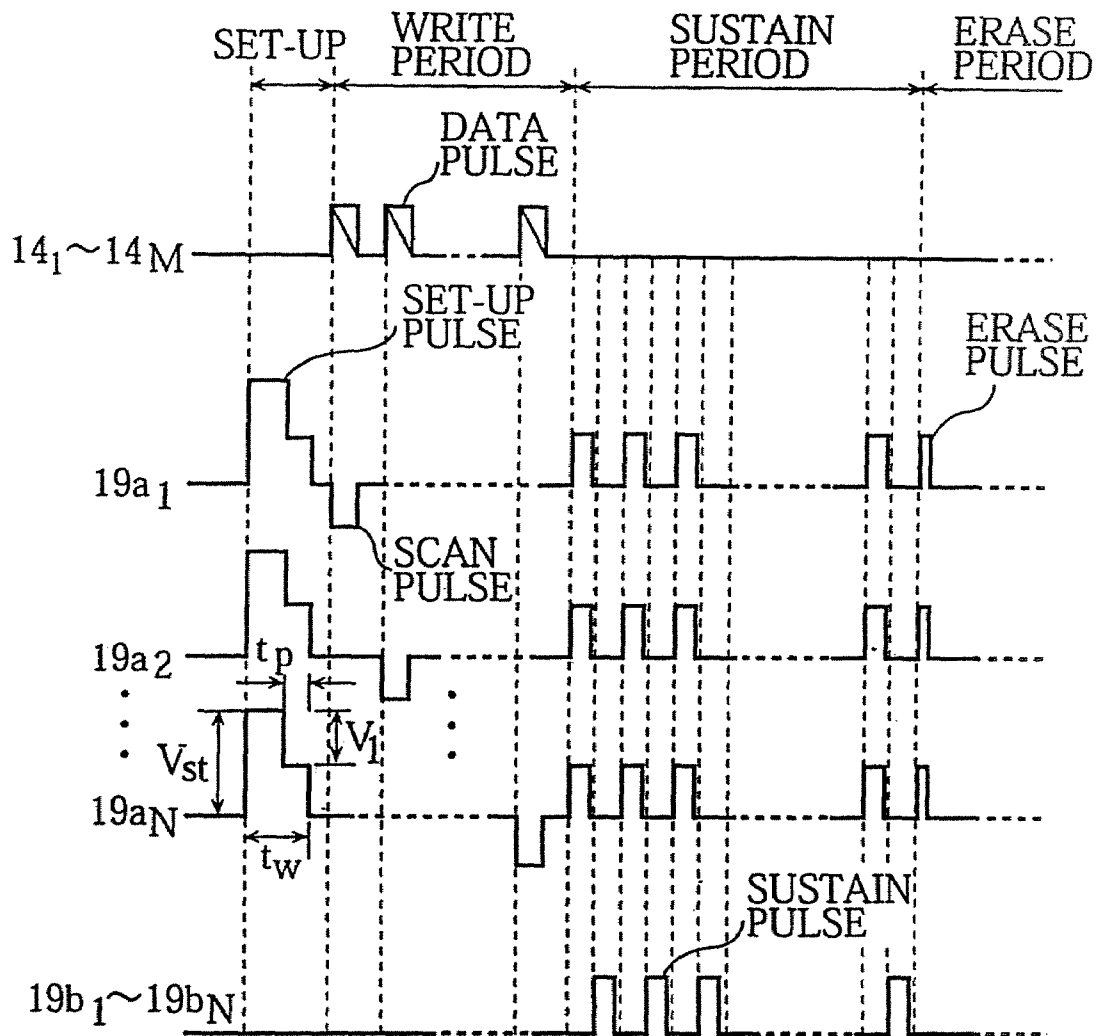 SET-UP
WRITE
PERIOD
SUSTAIN
PERIOD
ERASE
PERIOD
DATA
PULSE
14₁~14M
SET-UP
PULSE
ERASE
PULSE
19a₁
SCAN
PULSE
19a₂
tp
Vst
V₁
19aN
tw
SUSTAIN
PULSE
19b₁~19bN